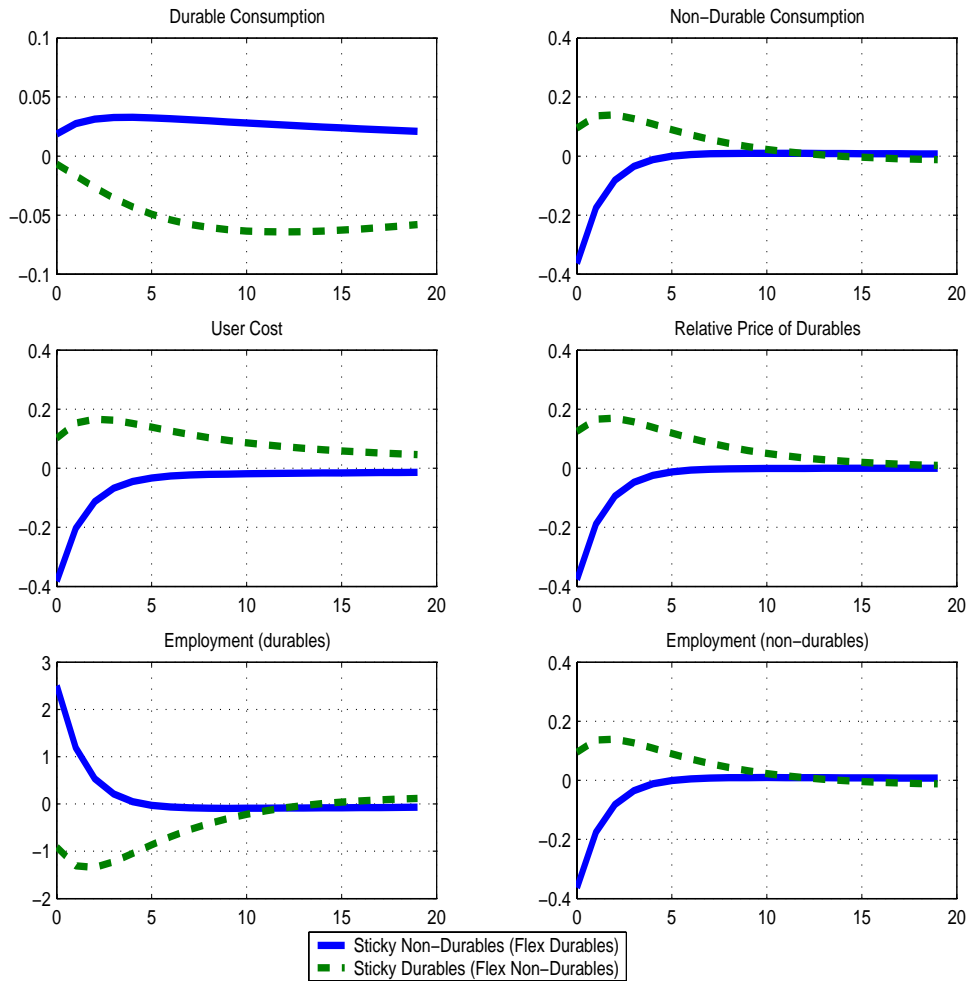 Durable Consumption
0.1
0.05
0
−0.05
−0.1
0 5 10 15 20
Non−Durable Consumption
0.4
0.2
0
−0.2
−0.4
0 5 10 15 20
User Cost
0.4
0.2
0
−0.2
−0.4
0 5 10 15 20
Relative Price of Durables
0.4
0.2
0
−0.2
−0.4
0 5 10 15 20
Employment (durables)
3
2
1
0
−1
−2
0 5 10 15 20
Employment (non−durables)
0.4
0.2
0
−0.2
−0.4
0 5 10 15 20
Sticky Non−Durables (Flex Durables)
Sticky Durables (Flex Non−Durables)